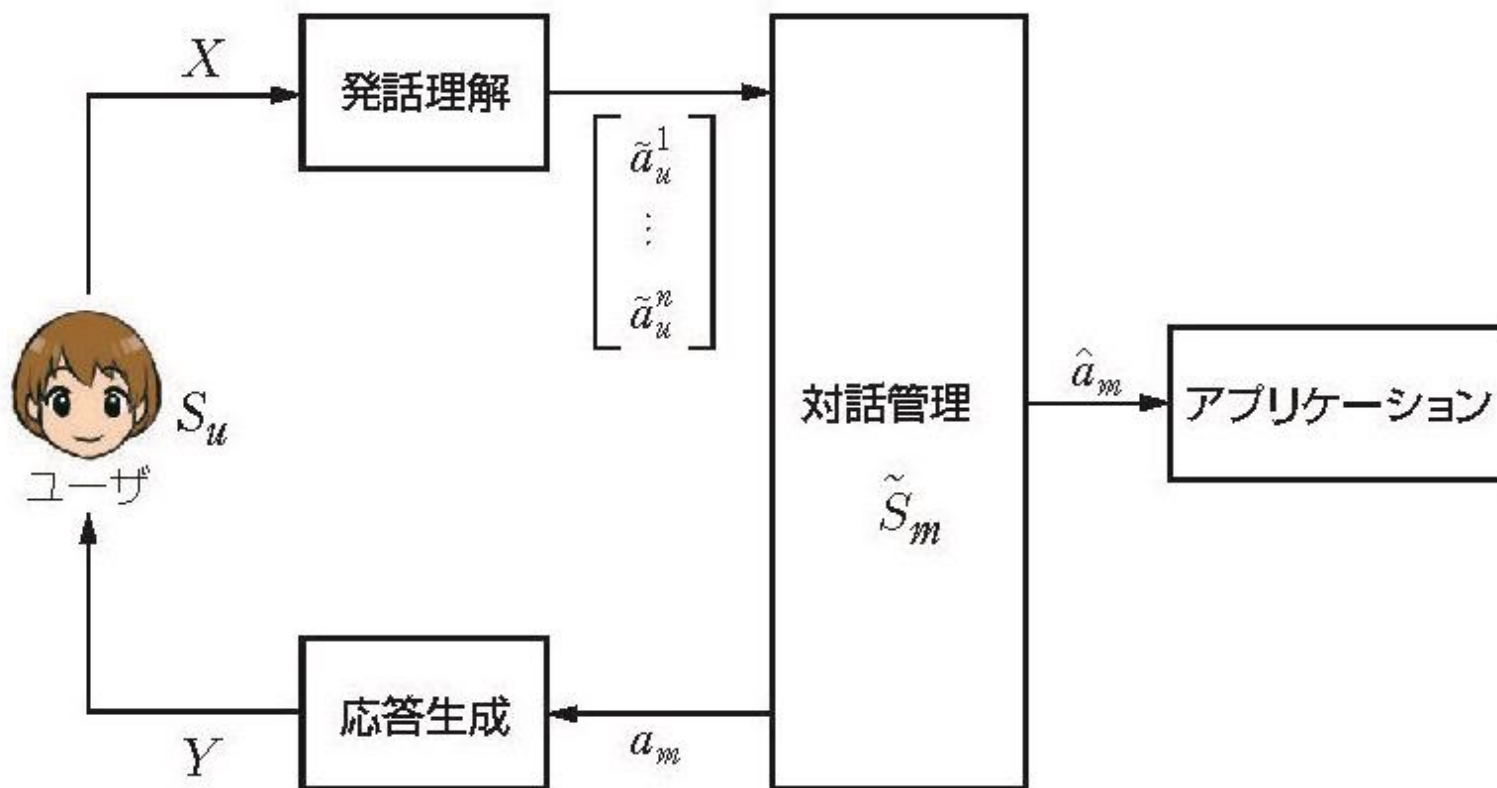 X
発話理解
ã_u^1
⋮
ã_u^n
S_u
ユーザ
対話管理
S̃_m
â_m
アプリケーション
Y
応答生成
a_m